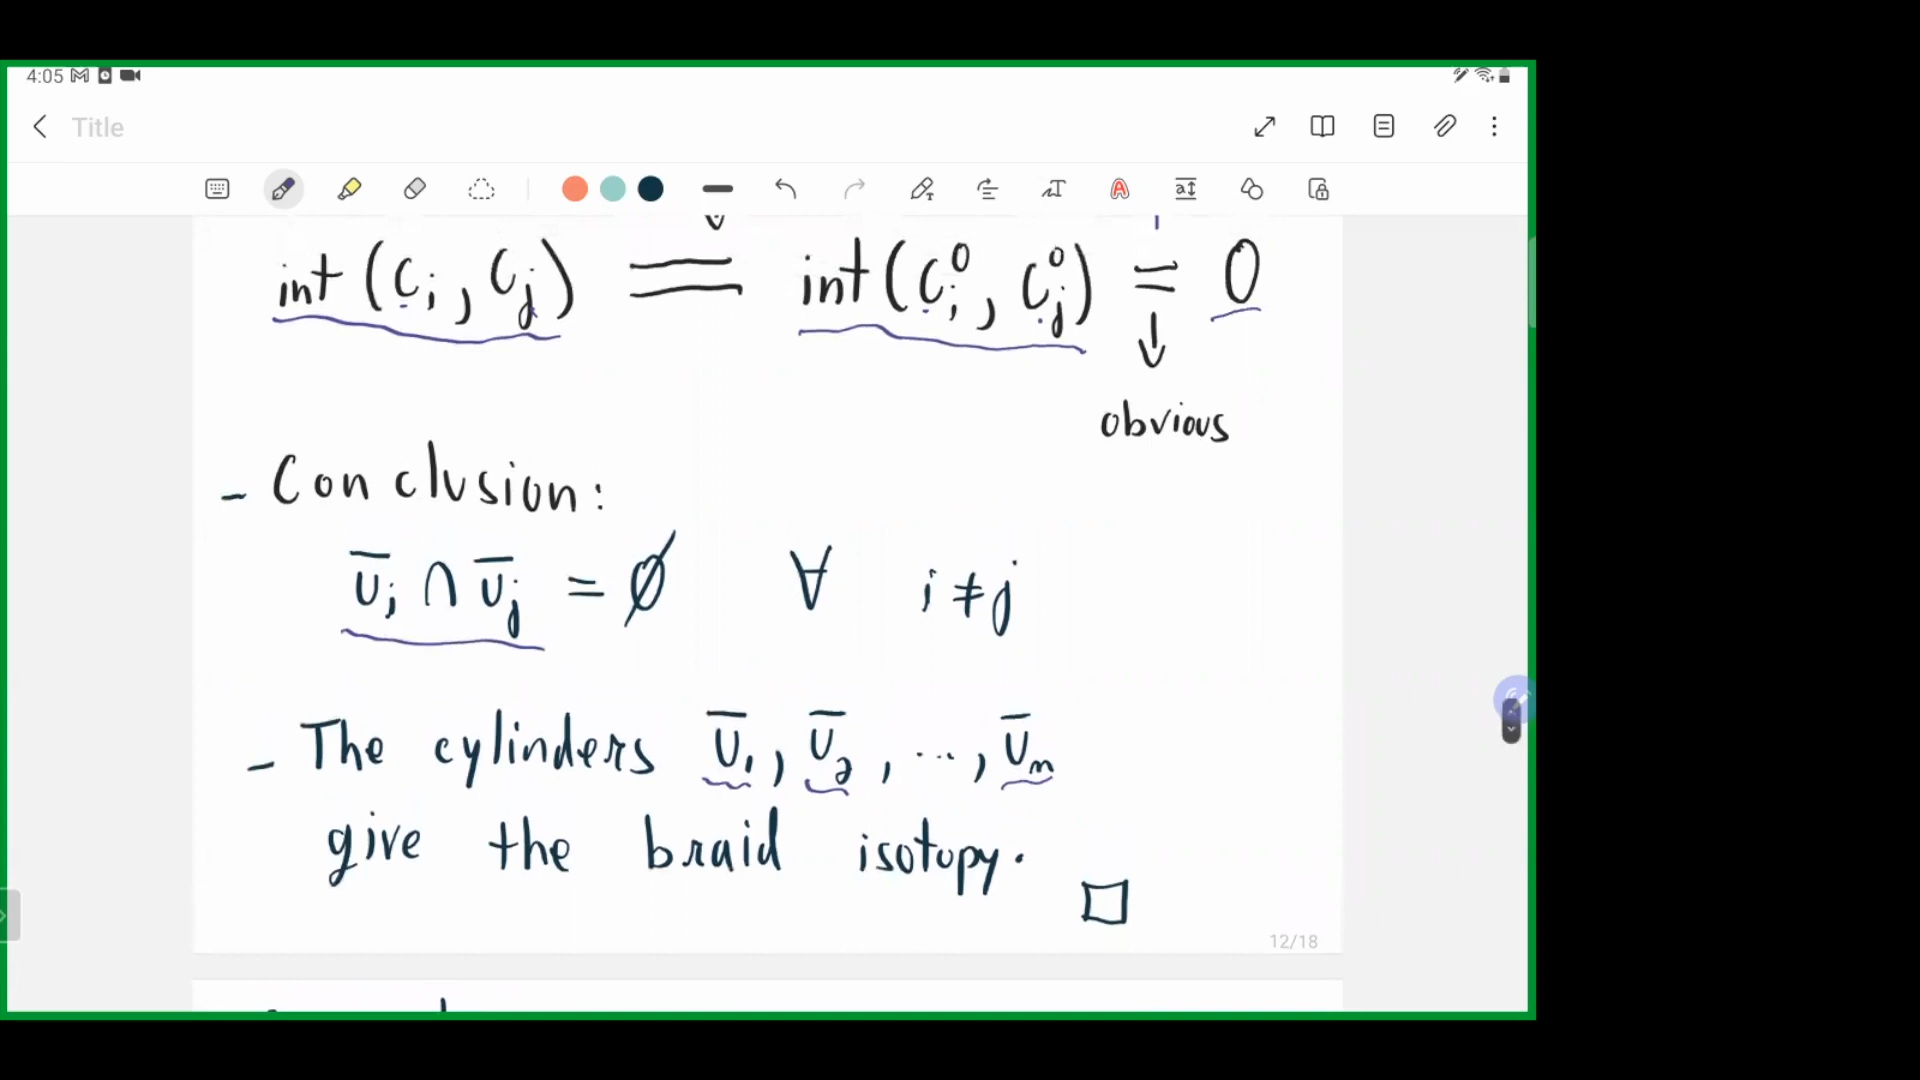 4:05
Title
int (C_i, C_j) = int (C_i^0, C_j^0) = 0
↓
obvious
- Conclusion:
ū_i ∩ ū_j = ∅ ∀ i ≠ j
- The cylinders ū_1, ū_2, ..., ū_m
give the braid isotopy.
□
12/18